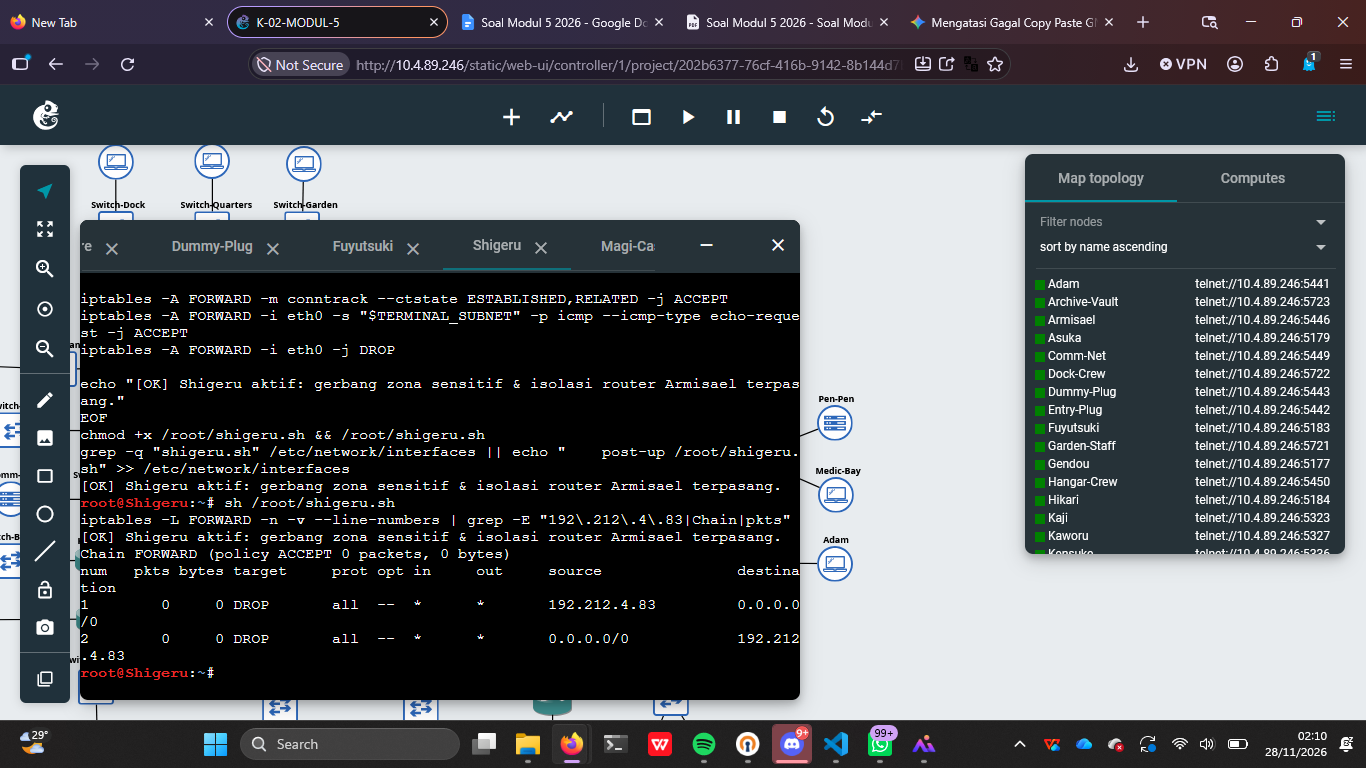 New Tab
K-02-MODUL-5
Soal Modul 5 2026 - Google Do
Soal Modul 5 2026 - Soal Modu
Mengatasi Gagal Copy Paste G
Not Secure
http://10.4.89.246/static/web-ui/controller/1/project/202b6377-76cf-416b-9142-8b144d7
VPN
1
Switch-Dock
Switch-Quarters
Switch-Garden
re
Dummy-Plug
Fuyutsuki
Shigeru
Magi-Ca
iptables -A FORWARD -m conntrack --ctstate ESTABLISHED,RELATED -j ACCEPT
iptables -A FORWARD -i eth0 -s "$TERMINAL_SUBNET" -p icmp --icmp-type echo-reque
st -j ACCEPT
iptables -A FORWARD -i eth0 -j DROP
echo "[OK] Shigeru aktif: gerbang zona sensitif & isolasi router Armisael terpas
ang."
EOF
chmod +x /root/shigeru.sh && /root/shigeru.sh
grep -q "shigeru.sh" /etc/network/interfaces || echo "    post-up /root/shigeru.
sh" >> /etc/network/interfaces
[OK] Shigeru aktif: gerbang zona sensitif & isolasi router Armisael terpasang.
root@Shigeru:~# sh /root/shigeru.sh
iptables -L FORWARD -n -v --line-numbers | grep -E "192\.212\.4\.83|Chain|pkts"
[OK] Shigeru aktif: gerbang zona sensitif & isolasi router Armisael terpasang.
Chain FORWARD (policy ACCEPT 0 packets, 0 bytes)
num   pkts bytes target     prot opt in     out     source               destina
tion
1        0     0 DROP       all  --  *      *       192.212.4.83         0.0.0.0
/0
2        0     0 DROP       all  --  *      *       0.0.0.0/0            192.212
.4.83
root@Shigeru:~#
Pen-Pen
Medic-Bay
Adam
Map topology
Computes
Filter nodes
sort by name ascending
Adam telnet://10.4.89.246:5441
Archive-Vault telnet://10.4.89.246:5723
Armisael telnet://10.4.89.246:5446
Asuka telnet://10.4.89.246:5179
Comm-Net telnet://10.4.89.246:5449
Dock-Crew telnet://10.4.89.246:5722
Dummy-Plug telnet://10.4.89.246:5443
Entry-Plug telnet://10.4.89.246:5442
Fuyutsuki telnet://10.4.89.246:5183
Garden-Staff telnet://10.4.89.246:5721
Gendou telnet://10.4.89.246:5177
Hangar-Crew telnet://10.4.89.246:5450
Hikari telnet://10.4.89.246:5184
Kaji telnet://10.4.89.246:5323
Kaworu telnet://10.4.89.246:5327
Kensuke telnet://10.4.89.246:5336
29°
Search
9+
99+
02:10
28/11/2026